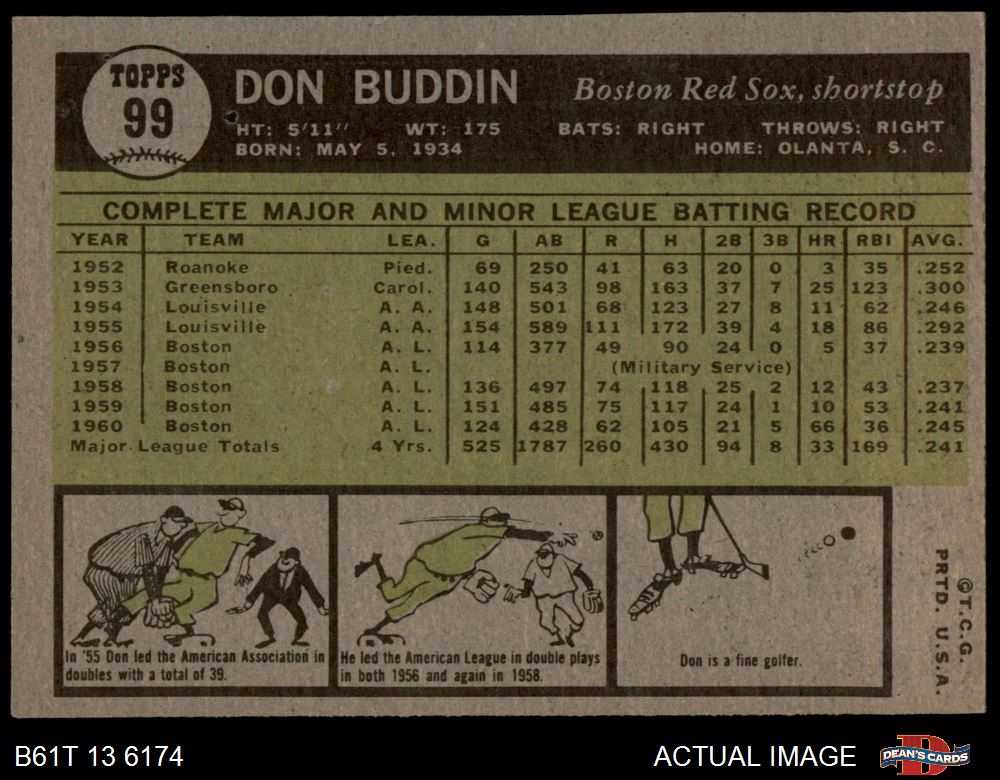 TOPPS
99
DON BUDDIN
Boston Red Sox, shortstop
HT: 5'11" WT: 175 BATS: RIGHT THROWS: RIGHT
BORN: MAY 5, 1934 HOME: OLANTA, S. C.
COMPLETE MAJOR AND MINOR LEAGUE BATTING RECORD
YEAR TEAM LEA. G AB R H 2B 3B HR RBI AVG.
1952 Roanoke Pied. 69 250 41 63 20 0 3 35 .252
1953 Greensboro Carol. 140 543 98 163 37 7 25 123 .300
1954 Louisville A. A. 148 501 68 123 27 8 11 62 .246
1955 Louisville A. A. 154 589 111 172 39 4 18 86 .292
1956 Boston A. L. 114 377 49 90 24 0 5 37 .239
1957 Boston A. L. (Military Service)
1958 Boston A. L. 136 497 74 118 25 2 12 43 .237
1959 Boston A. L. 151 485 75 117 24 1 10 53 .241
1960 Boston A. L. 124 428 62 105 21 5 66 36 .245
Major League Totals 4 Yrs. 525 1787 260 430 94 8 33 169 .241
In '55 Don led the American Association in
doubles with a total of 39.
He led the American League in double plays
in both 1956 and again in 1958.
Don is a fine golfer.
©T.C.G.
PRTD. U.S.A.
B61T 13 6174
ACTUAL IMAGE
DEAN'S CARDS